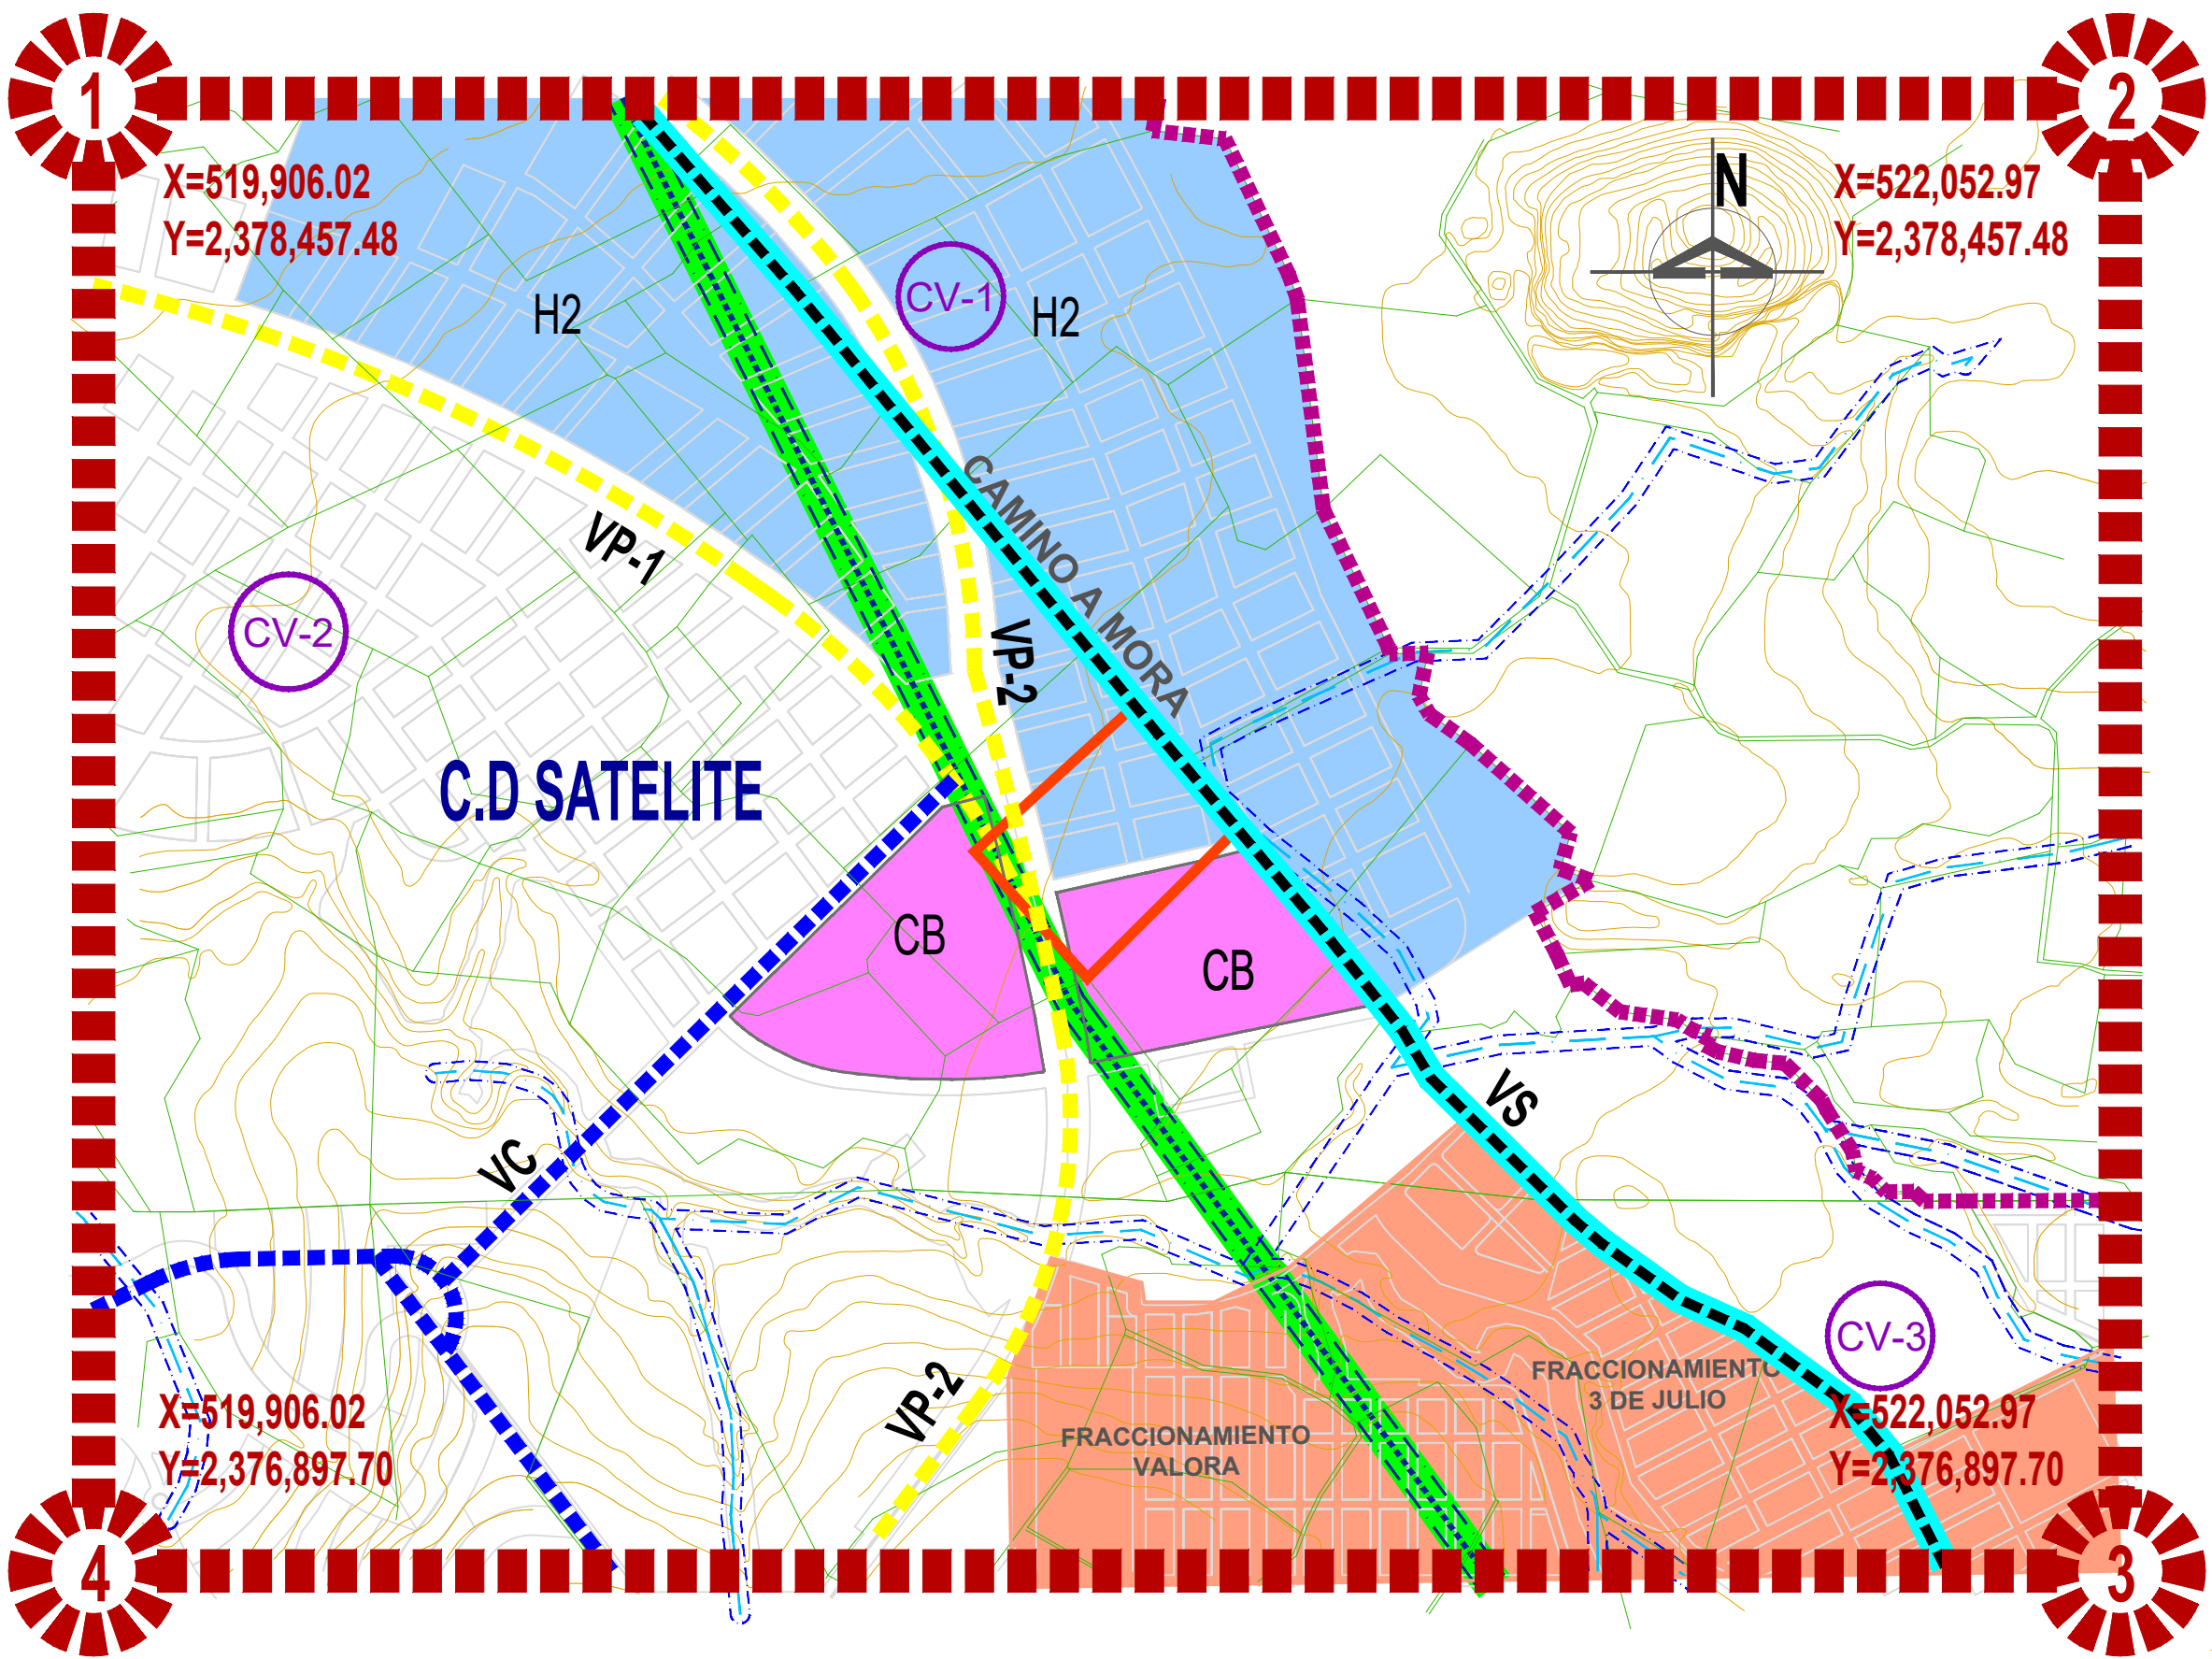 1
2
X=519,906.02
Y=2,378,457.48
N
X=522,052.97
Y=2,378,457.48
H2
CV-1
H2
CAMINO A MORA
VP-1
CV-2
VP-2
C.D SATELITE
CB
CB
VS
VC
CV-3
VP-2
FRACCIONAMIENTO
3 DE JULIO
FRACCIONAMIENTO
VALORA
X=519,906.02
Y=2,376,897.70
X=522,052.97
Y=2,376,897.70
4
3